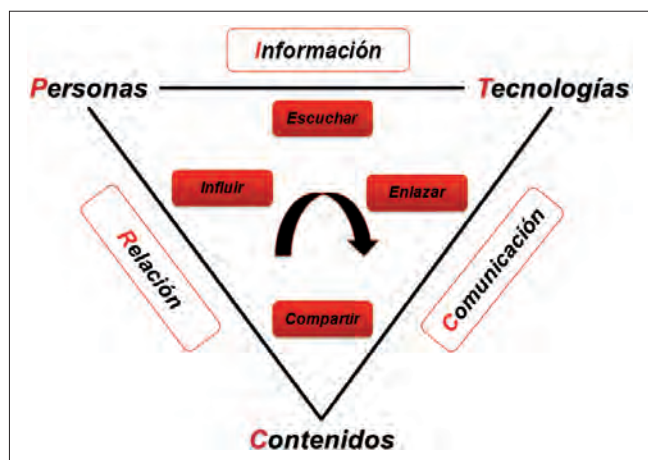 Información
Personas
Tecnologías
Escuchar
Influir
Enlazar
Relación
Comunicación
Compartir
Contenidos